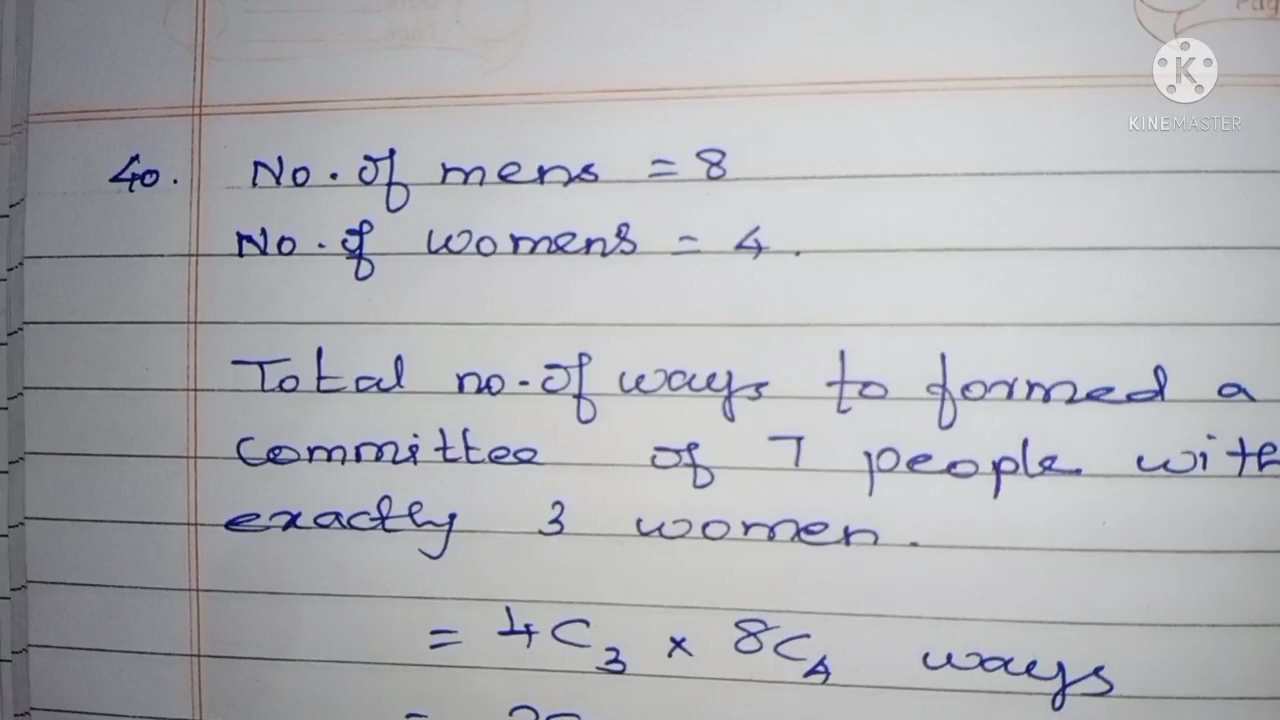 KINEMASTER
40. No. of mens = 8
No. of womens = 4.
Total no. of ways to formed a
committee of 7 people with
exactly 3 women.
= 4C3 x 8C4 ways